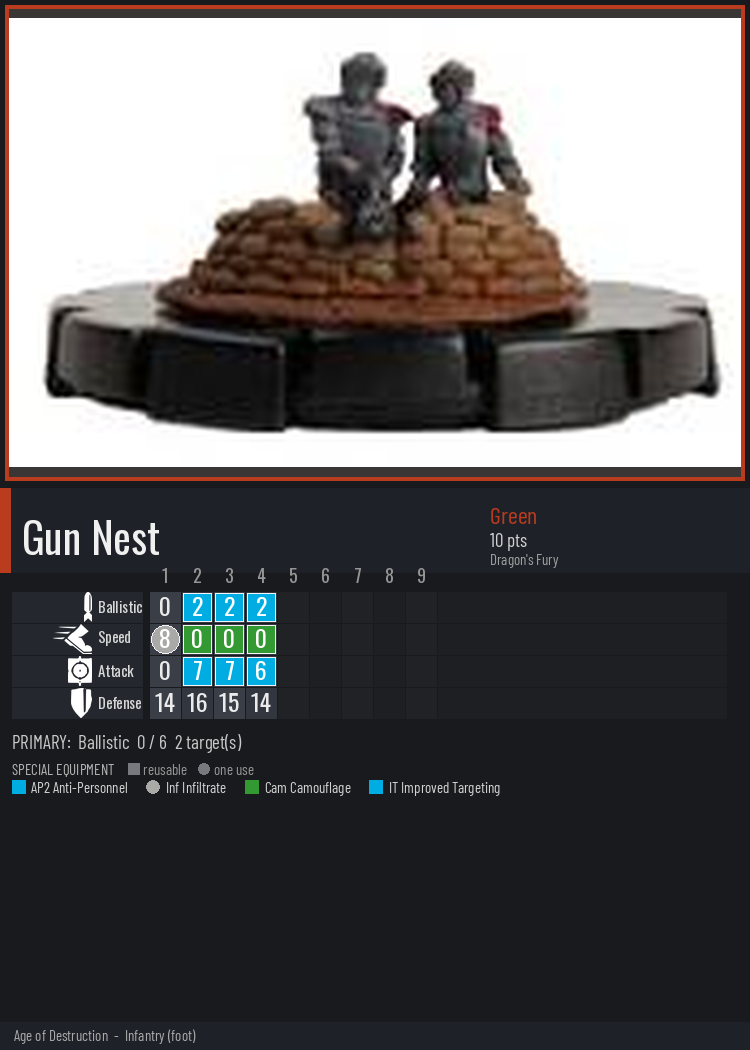 Gun Nest
Green
10 pts
Dragon's Fury
1 2 3 4 5 6 7 8 9
Ballistic 0 2 2 2
Speed 8 0 0 0
Attack 0 7 7 6
Defense 14 16 15 14
PRIMARY: Ballistic 0 / 6 2 target(s)
SPECIAL EQUIPMENT reusable one use
AP2 Anti-Personnel Inf Infiltrate Cam Camouflage IT Improved Targeting
Age of Destruction - Infantry (foot)